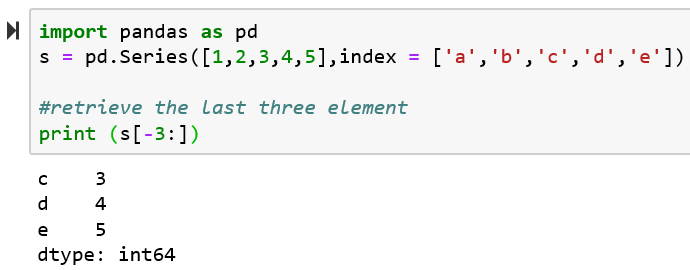 import pandas as pd
s = pd.Series([1,2,3,4,5],index = ['a','b','c','d','e'])
#retrieve the last three element
print (s[-3:])
c    3
d    4
e    5
dtype: int64